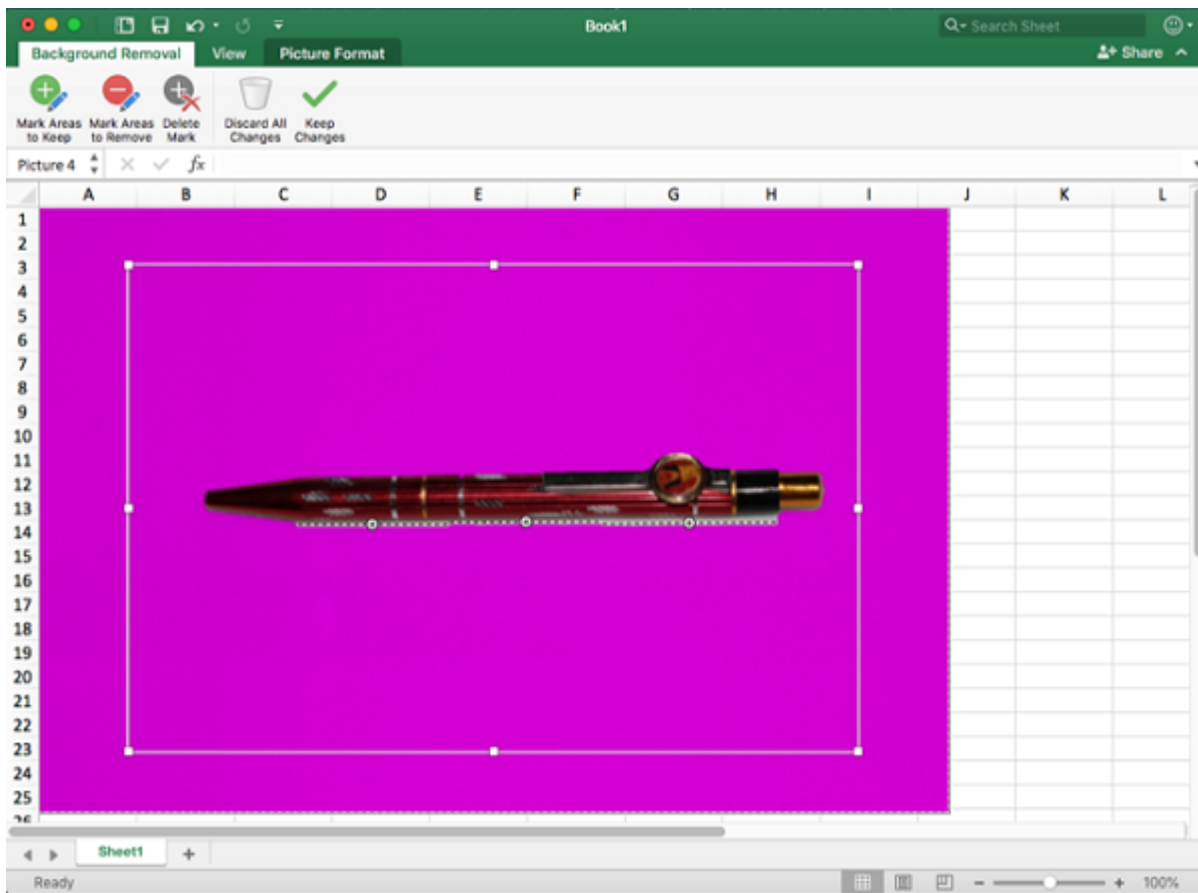 Book1
Search Sheet
Background Removal View Picture Format
Share
Mark Areas to Keep
Mark Areas to Remove
Delete Mark
Discard All Changes
Keep Changes
Picture 4 fx
A B C D E F G H I J K L
1
2
3
4
5
6
7
8
9
10
11
12
13
14
15
16
17
18
19
20
21
22
23
24
25
26
Sheet1 +
Ready 100%